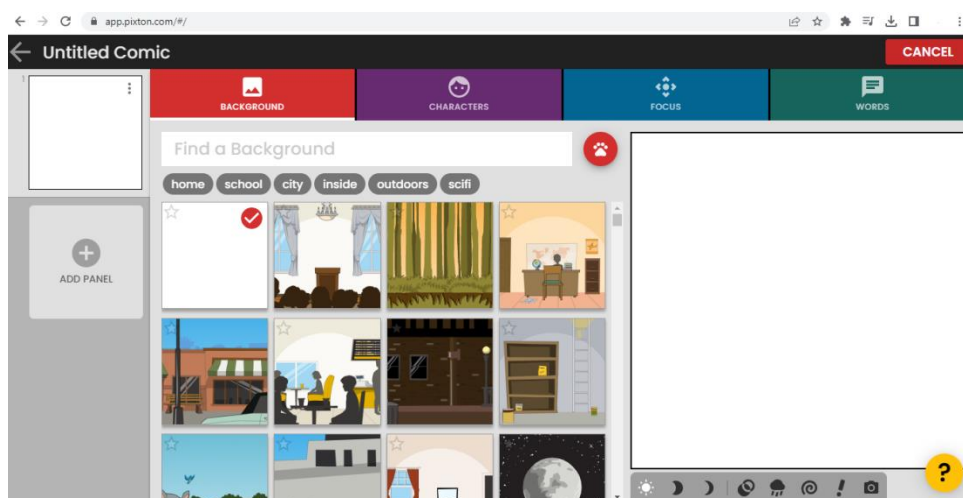 app.pixton.com/#/
Untitled Comic
CANCEL
1
BACKGROUND
CHARACTERS
FOCUS
WORDS
Find a Background
home school city inside outdoors scifi
ADD PANEL
?